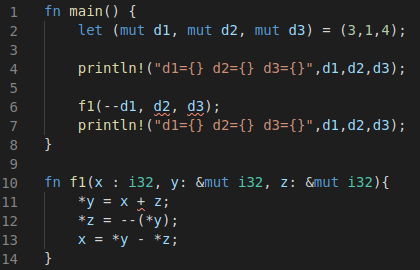 1 fn main() {
2 let (mut d1, mut d2, mut d3) = (3,1,4);
3
4 println!("d1={} d2={} d3={}",d1,d2,d3);
5
6 f1(--d1, d2, d3);
7 println!("d1={} d2={} d3={}",d1,d2,d3);
8 }
9
10 fn f1(x : i32, y: &mut i32, z: &mut i32){
11 *y = x + z;
12 *z = --(*y);
13 x = *y - *z;
14 }